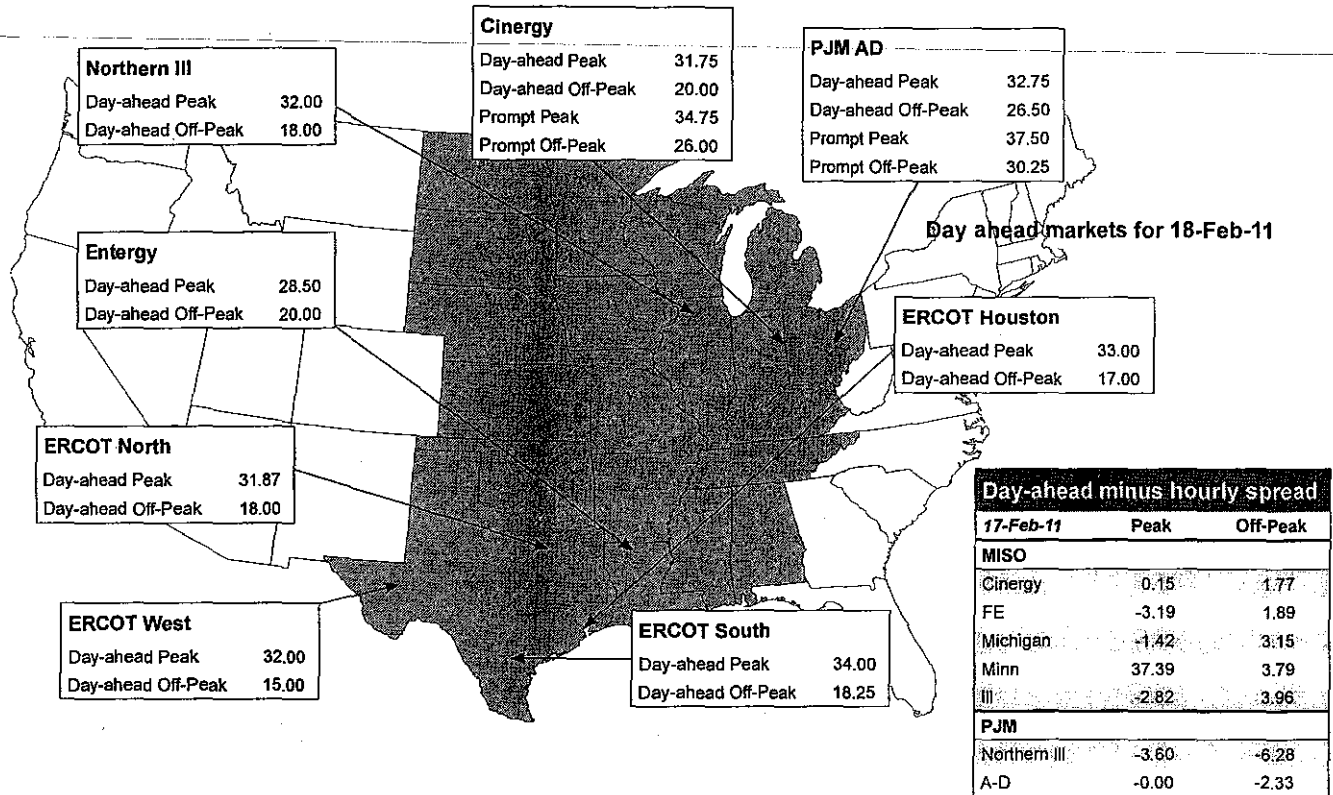 Cinergy
Day-ahead Peak 31.75
Day-ahead Off-Peak 20.00
Prompt Peak 34.75
Prompt Off-Peak 26.00
PJM AD
Day-ahead Peak 32.75
Day-ahead Off-Peak 26.50
Prompt Peak 37.50
Prompt Off-Peak 30.25
Northern Ill
Day-ahead Peak 32.00
Day-ahead Off-Peak 18.00
Day ahead markets for 18-Feb-11
Entergy
Day-ahead Peak 28.50
Day-ahead Off-Peak 20.00
ERCOT Houston
Day-ahead Peak 33.00
Day-ahead Off-Peak 17.00
ERCOT North
Day-ahead Peak 31.87
Day-ahead Off-Peak 18.00
ERCOT West
Day-ahead Peak 32.00
Day-ahead Off-Peak 15.00
ERCOT South
Day-ahead Peak 34.00
Day-ahead Off-Peak 18.25
Day-ahead minus hourly spread
17-Feb-11 Peak Off-Peak
MISO
Cinergy 0.15 1.77
FE -3.19 1.89
Michigan -1.42 3.15
Minn 37.39 3.79
Ill -2.82 3.96
PJM
Northern Ill -3.60 -6.28
A-D -0.00 -2.33